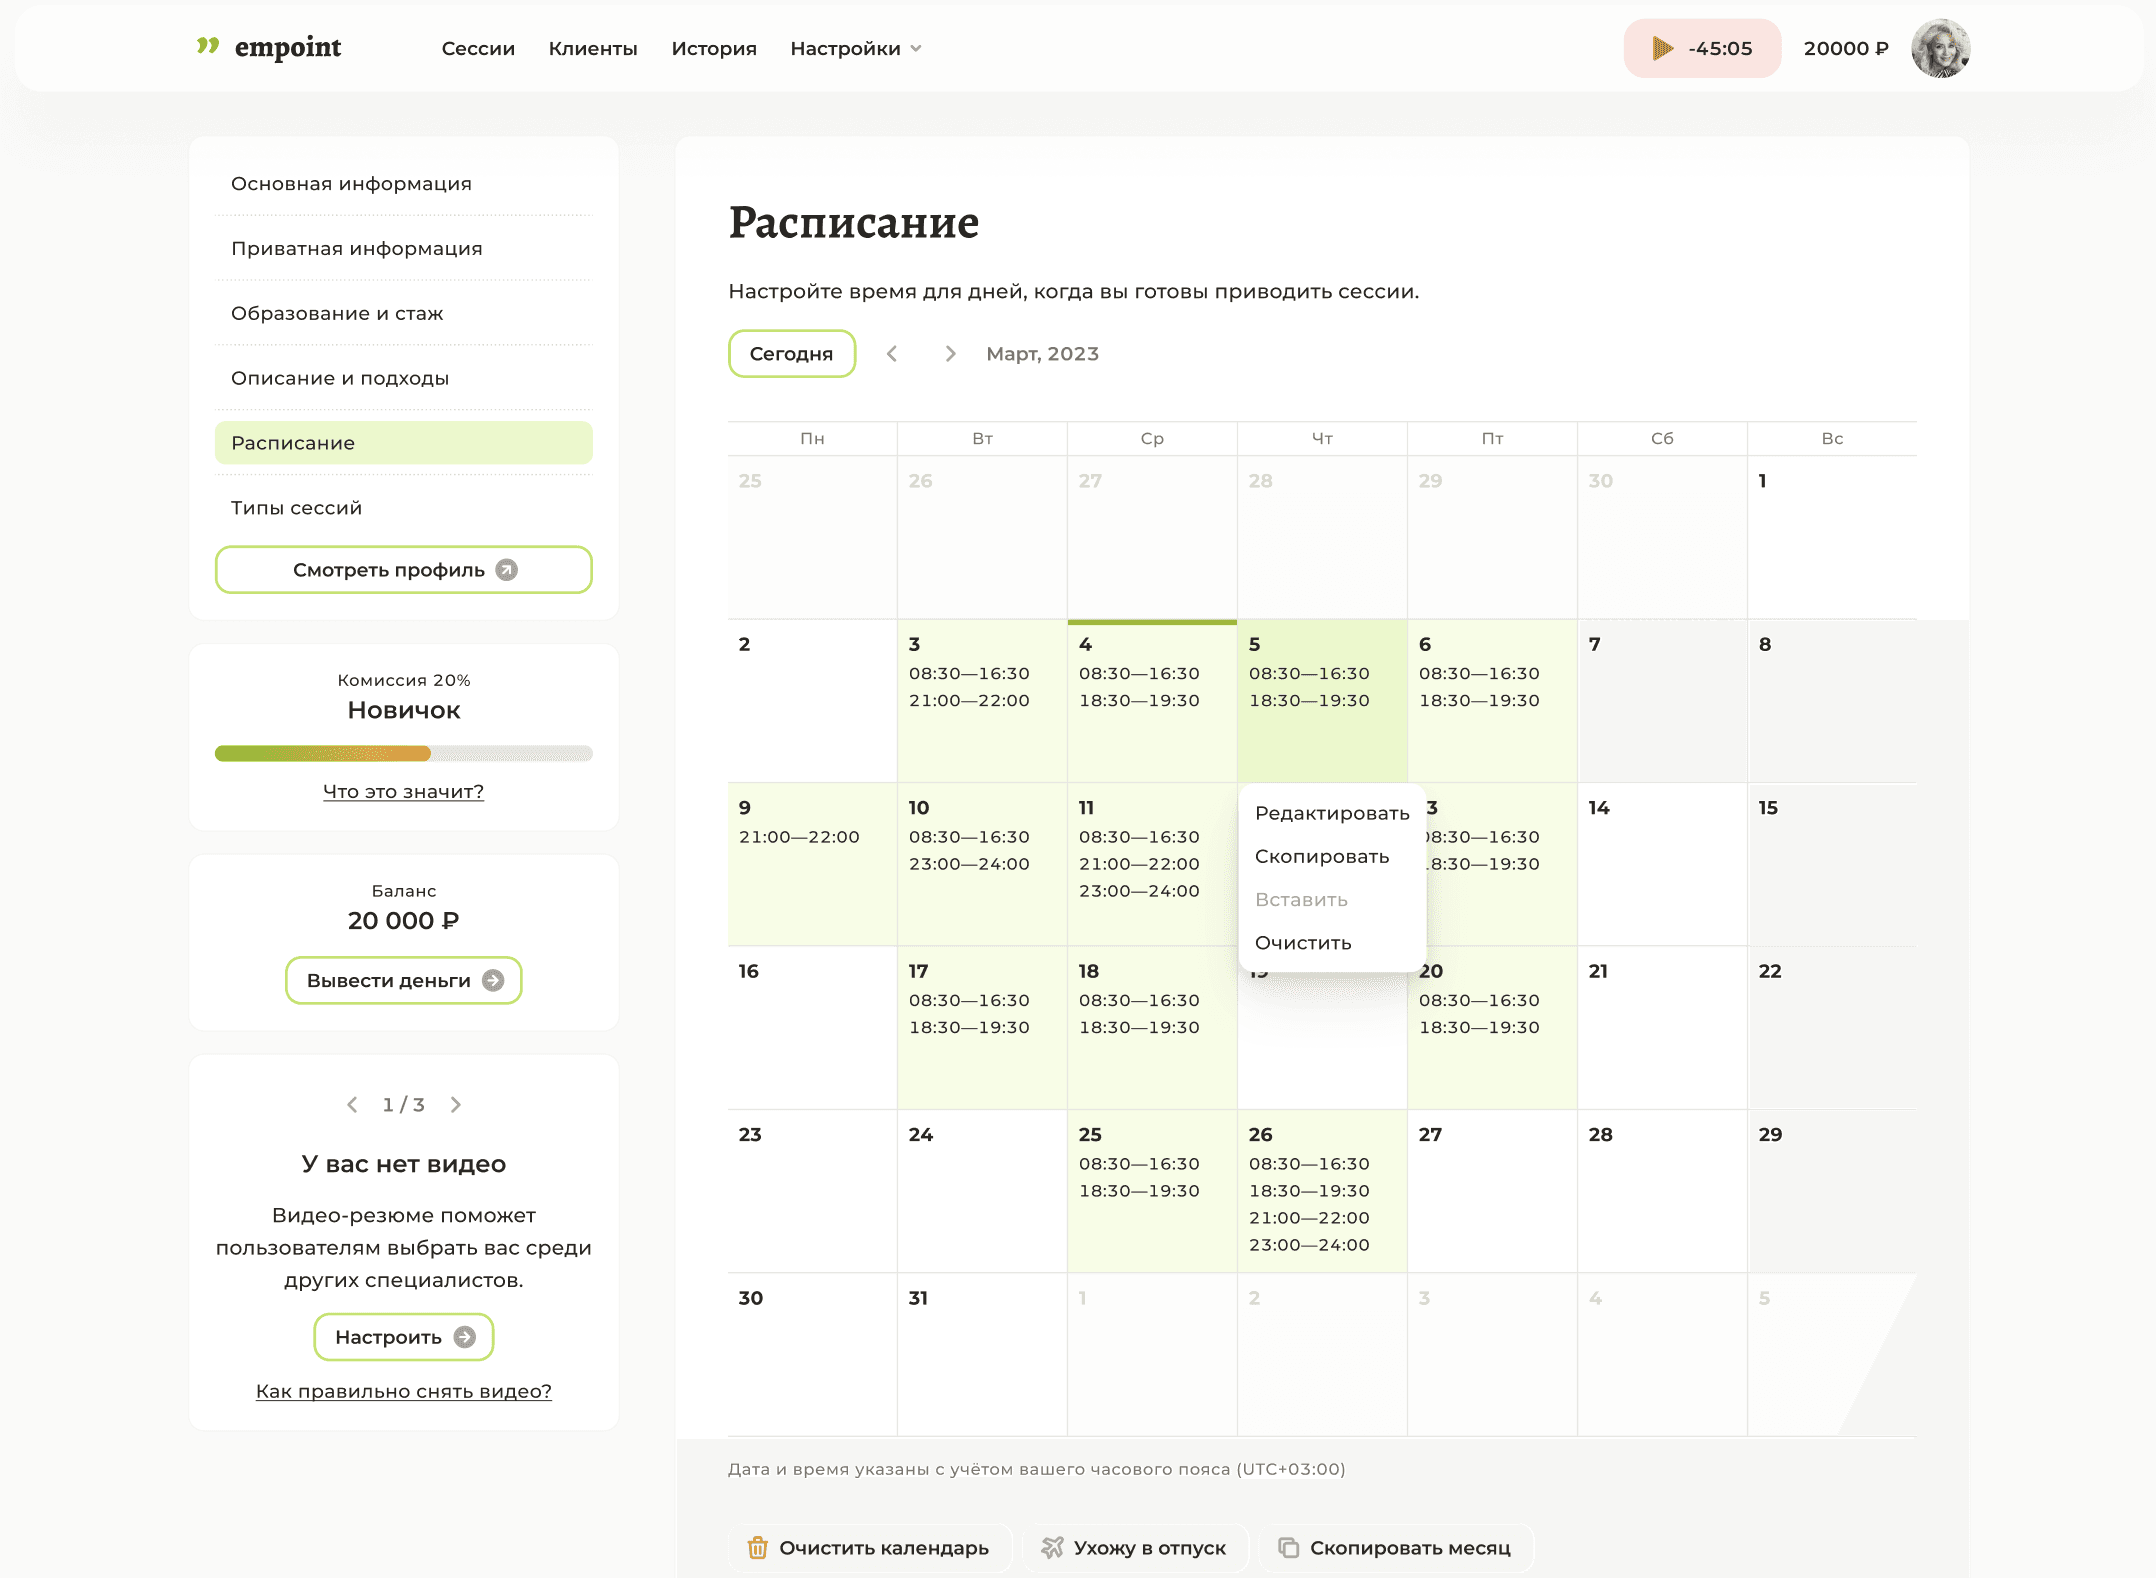 empoint
Сессии
Клиенты
История
Настройки
-45:05
20000 ₽
Основная информация
Приватная информация
Образование и стаж
Описание и подходы
Расписание
Типы сессий
Смотреть профиль
Комиссия 20%
Новичок
Что это значит?
Баланс
20 000 ₽
Вывести деньги
1 / 3
У вас нет видео
Видео-резюме поможет
пользователям выбрать вас среди
других специалистов.
Настроить
Как правильно снять видео?
Расписание
Настройте время для дней, когда вы готовы приводить сессии.
Сегодня
Март, 2023
Пн
Вт
Ср
Чт
Пт
Сб
Вс
25
26
27
28
29
30
1
2
3
08:30—16:30
21:00—22:00
4
08:30—16:30
18:30—19:30
5
08:30—16:30
18:30—19:30
6
08:30—16:30
18:30—19:30
7
8
9
21:00—22:00
10
08:30—16:30
23:00—24:00
11
08:30—16:30
21:00—22:00
23:00—24:00
Редактировать
Скопировать
Вставить
Очистить
3
08:30—16:30
18:30—19:30
14
15
16
17
08:30—16:30
18:30—19:30
18
08:30—16:30
18:30—19:30
19
20
08:30—16:30
18:30—19:30
21
22
23
24
25
08:30—16:30
18:30—19:30
26
08:30—16:30
18:30—19:30
21:00—22:00
23:00—24:00
27
28
29
30
31
1
2
3
4
5
Дата и время указаны с учётом вашего часового пояса (UTC+03:00)
Очистить календарь
Ухожу в отпуск
Скопировать месяц